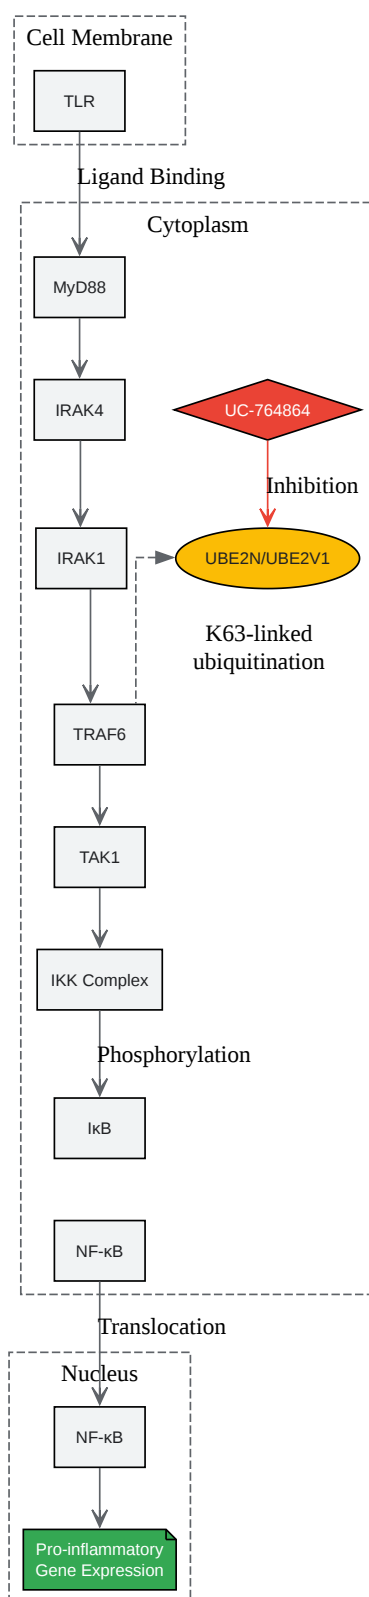 Cell Membrane
TLR
Ligand Binding
Cytoplasm
MyD88
IRAK4
UC-764864
Inhibition
IRAK1
UBE2N/UBE2V1
K63-linked
ubiquitination
TRAF6
TAK1
IKK Complex
Phosphorylation
IκB
NF-κB
Translocation
Nucleus
NF-κB
Pro-inflammatory
Gene Expression